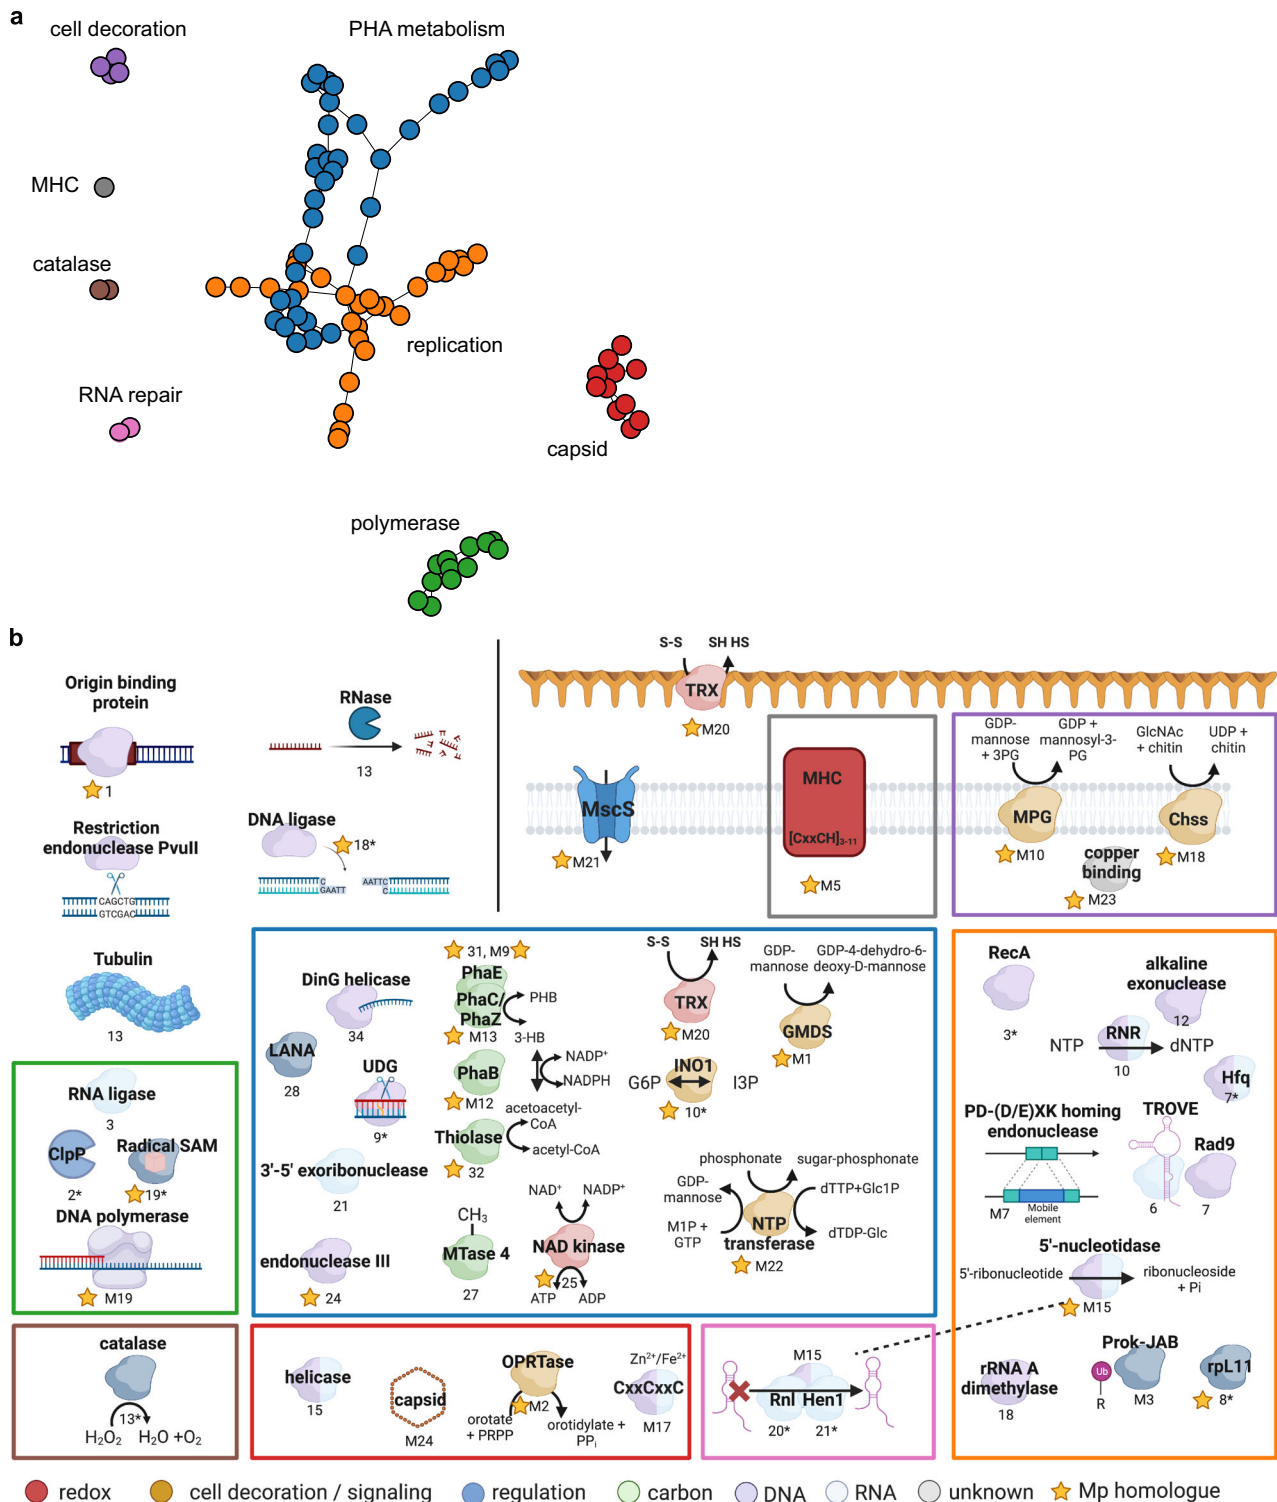 a
cell decoration
PHA metabolism
MHC
catalase
replication
RNA repair
capsid
polymerase
b
Origin binding
protein
1
RNase
13
Restriction
endonuclease PvuII
CAGCTG
GTCGAC
DNA ligase
18*
C
GAATT
AATTC
C
Tubulin
13
S-S
SH HS
TRX
M20
MscS
M21
MHC
[CxxCH]3-11
M5
GDP-
mannose
+ 3PG
GDP +
mannosyl-3-
PG
MPG
M10
GlcNAc
+ chitin
UDP +
chitin
Chss
M18
copper
binding
M23
RNA ligase
3
ClpP
2*
Radical SAM
19*
DNA polymerase
M19
DinG helicase
34
LANA
28
UDG
9*
3'-5' exoribonuclease
21
endonuclease III
24
31, M9
PhaE
PhaC/
PhaZ
M13
PHB
3-HB
PhaB
M12
NADP⁺
NADPH
acetoacetyl-
CoA
Thiolase
32
acetyl-CoA
CH₃
MTase 4
27
NAD⁺
NADP⁺
NAD kinase
25
ATP
ADP
S-S
SH HS
TRX
M20
GDP-
mannose
GDP-4-dehydro-6-
deoxy-D-mannose
GMDS
M1
G6P
INO1
I3P
10*
phosphonate
sugar-phosphonate
GDP-
mannose
dTTP+Glc1P
M1P +
GTP
NTP
transferase
dTDP-Glc
M22
RecA
3*
alkaline
exonuclease
12
NTP
RNR
dNTP
10
Hfq
7*
PD-(D/E)XK homing
endonuclease
M7
Mobile
element
TROVE
6
Rad9
7
5'-nucleotidase
5'-ribonucleotide
ribonucleoside
+ Pi
M15
rRNA A
dimethylase
18
Prok-JAB
Ub
R
M3
rpL11
8*
catalase
13*
H₂O₂
H₂O +O₂
helicase
15
capsid
M24
OPRTase
M2
orotate
+ PRPP
orotidylate +
PPᵢ
Zn²⁺/Fe²⁺
CxxCxxC
M17
M15
Rnl Hen1
20*
21*
redox
cell decoration / signaling
regulation
carbon
DNA
RNA
unknown
Mp homologue